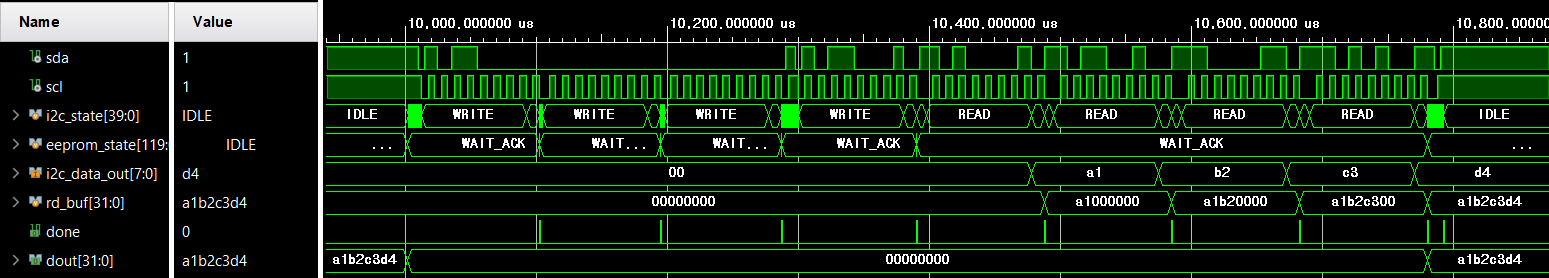 Name Value
10,000.000000 us 10,200.000000 us 10,400.000000 us 10,600.000000 us 10,800.00000
sda 1
scl 1
i2c_state[39:0] IDLE IDLE WRITE WRITE WRITE WRITE READ READ READ READ IDLE
eeprom_state[119: IDLE ... WAIT_ACK WAIT... WAIT... WAIT_ACK WAIT_ACK ...
i2c_data_out[7:0] d4 00 a1 b2 c3 d4
rd_buf[31:0] a1b2c3d4 00000000 a1000000 a1b20000 a1b2c300 a1b2c3d4
done 0
dout[31:0] a1b2c3d4 a1b2c3d4 00000000 a1b2c3d4